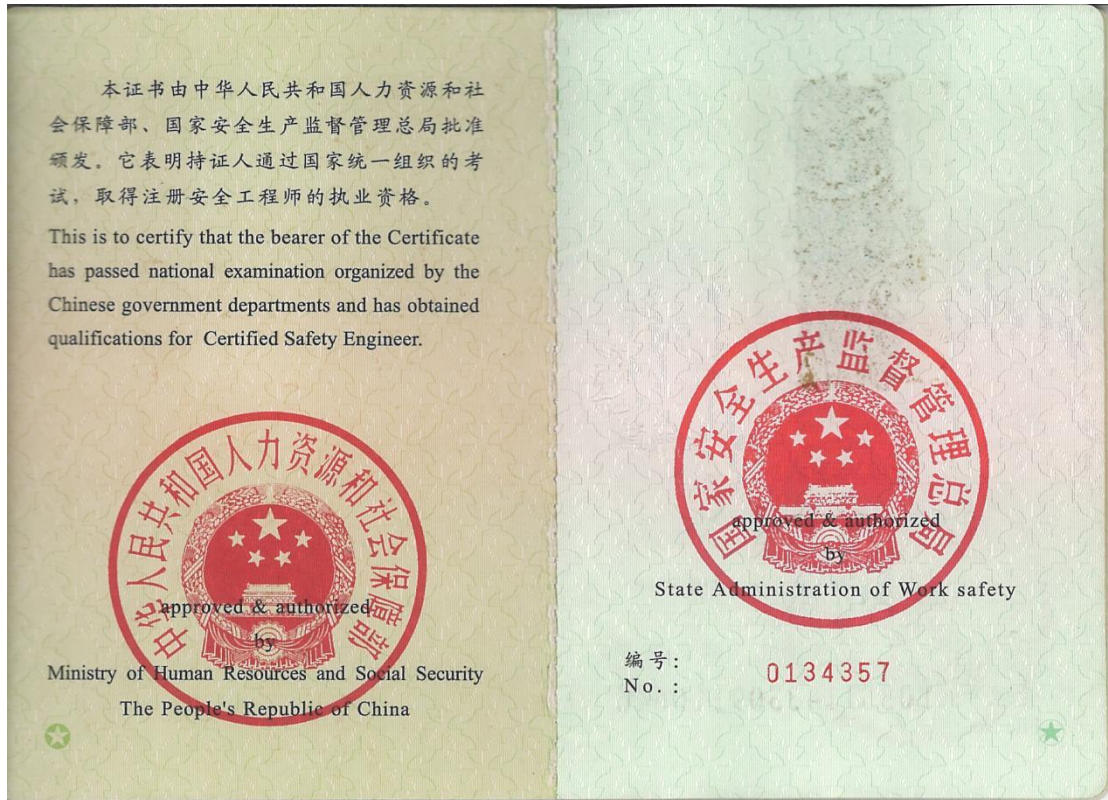 本证书由中华人民共和国人力资源和社
会保障部、国家安全生产监督管理总局批准
颁发。它表明持证人通过国家统一组织的考
试，取得注册安全工程师的执业资格。
This is to certify that the bearer of the Certificate
has passed national examination organized by the
Chinese government departments and has obtained
qualifications for Certified Safety Engineer.
中华人民共和国人力资源和社会保障部
approved & authorized
by
Ministry of Human Resources and Social Security
The People's Republic of China
国家安全生产监督管理总局
approved & authorized
by
State Administration of Work safety
编号: 0134357
No. :